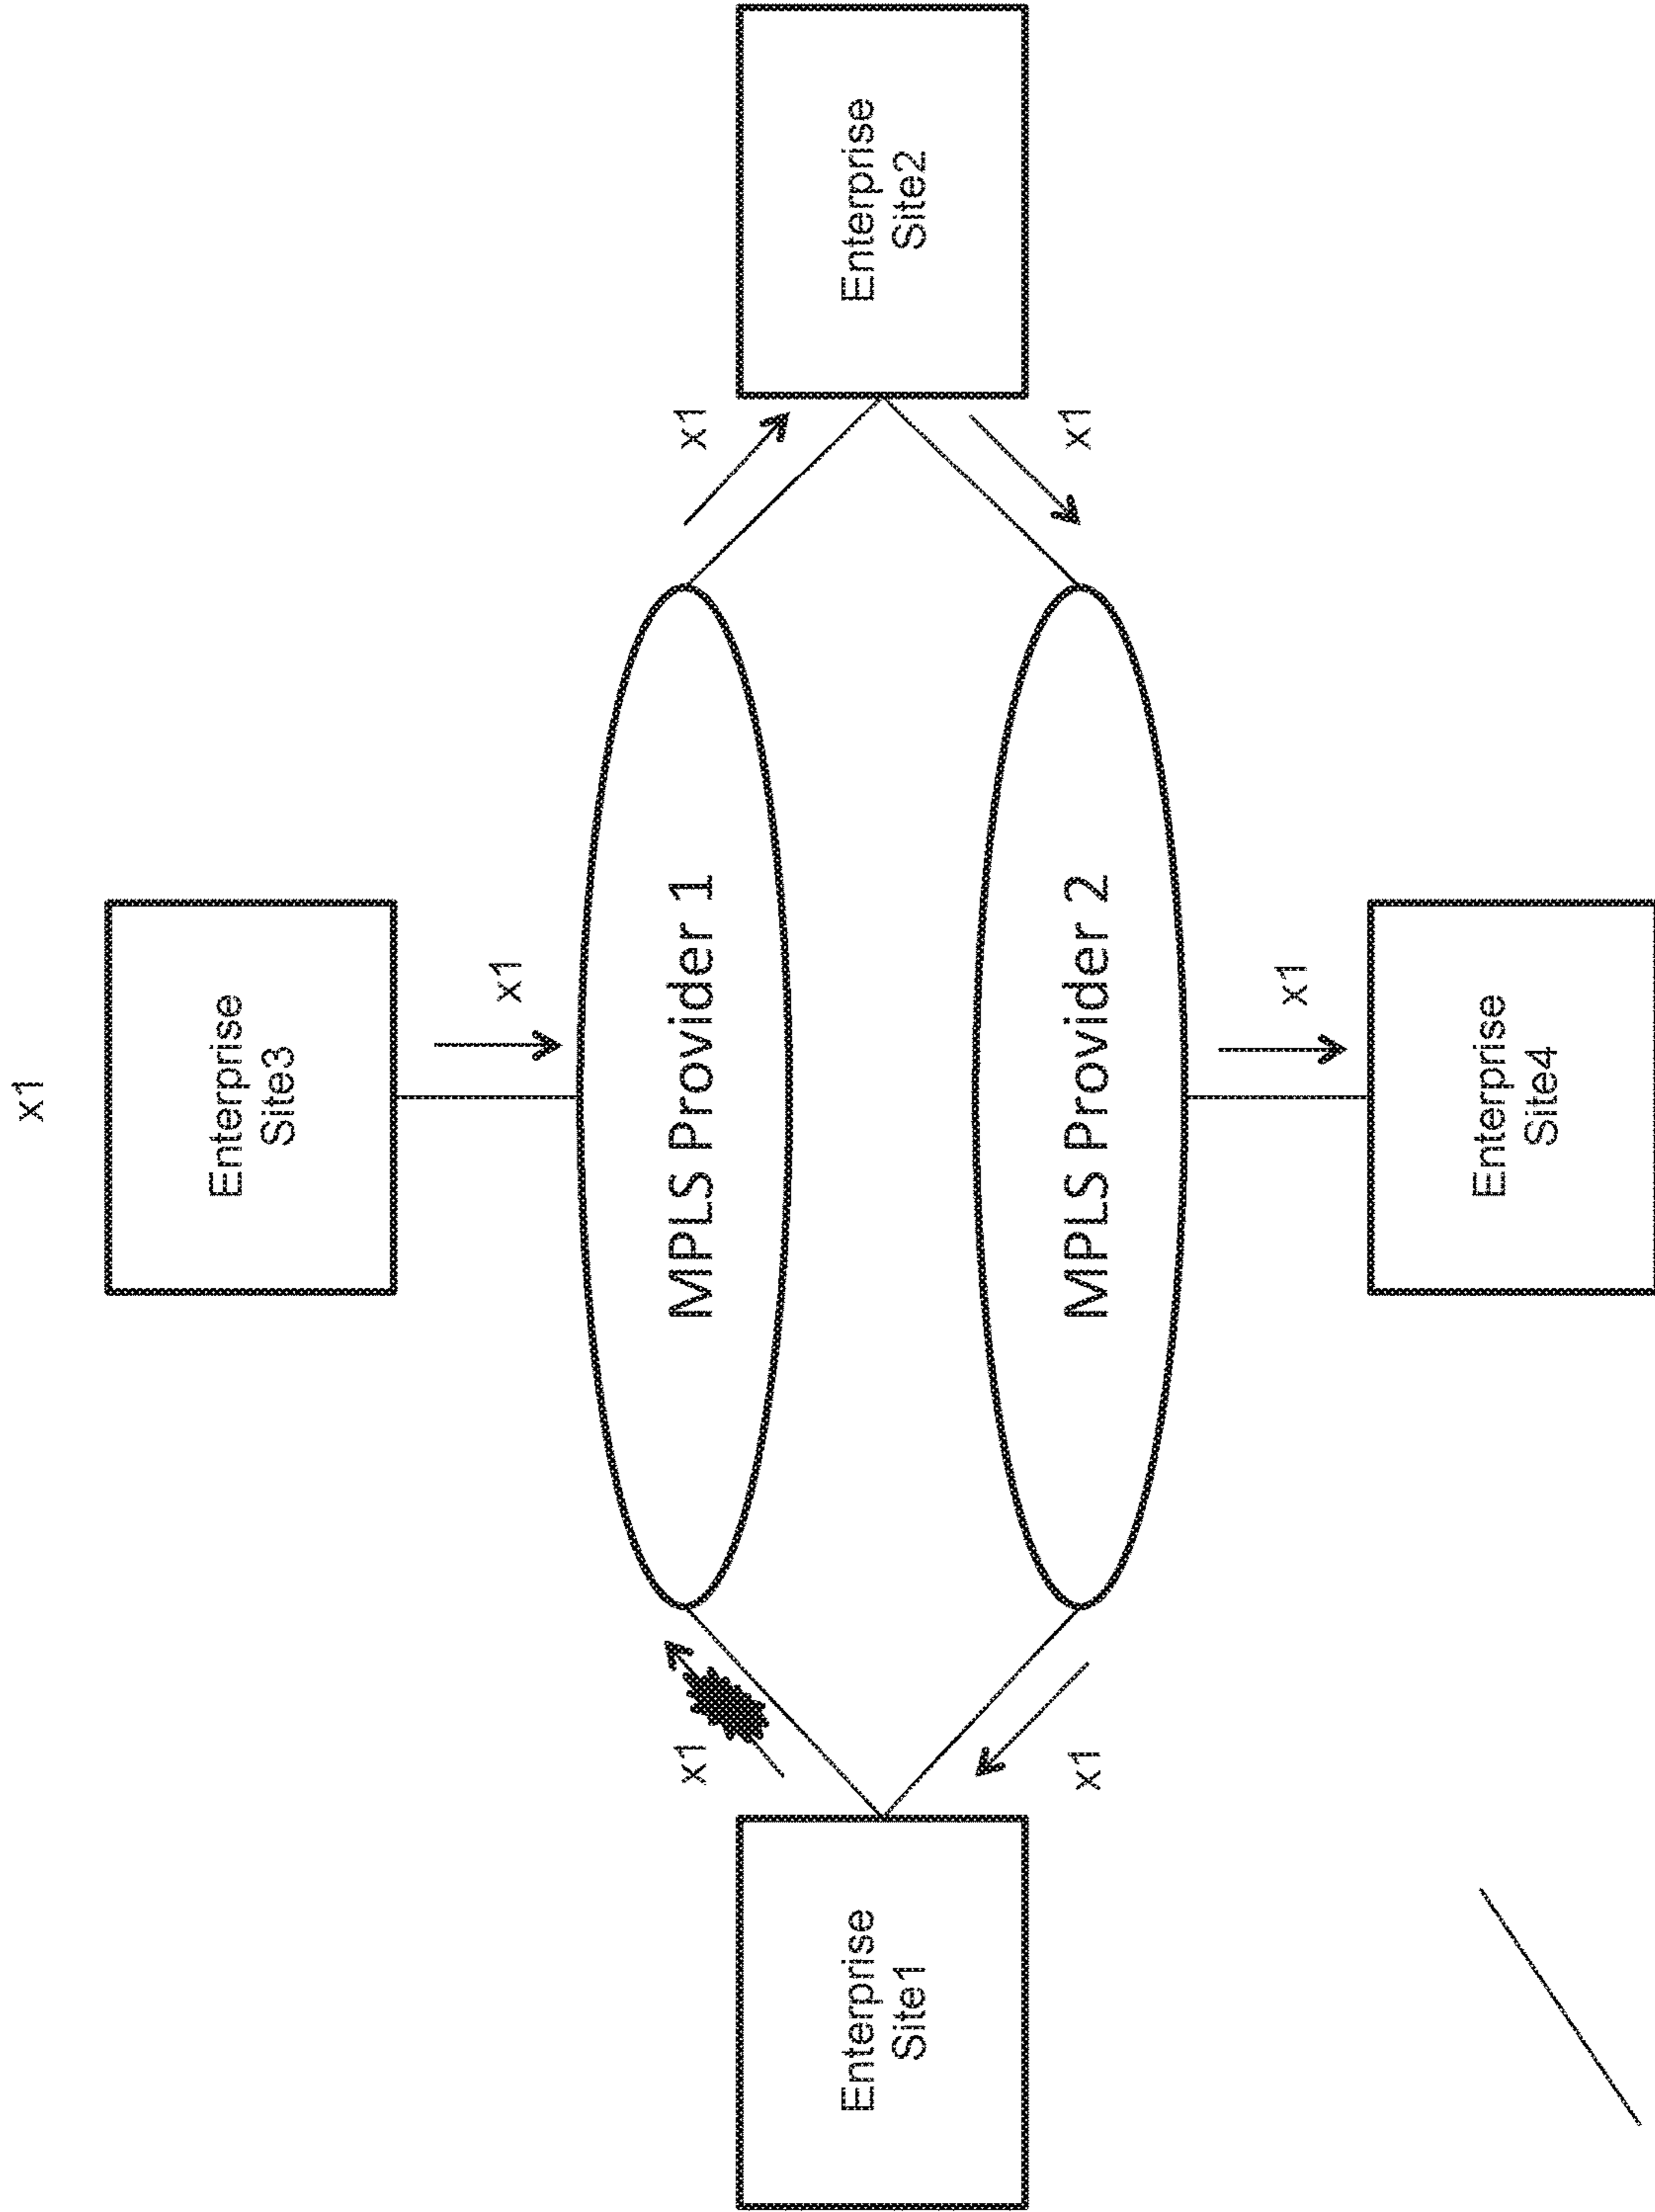 x1
Enterprise
Site3
x1
x1
MPLS Provider 1
x1
Enterprise
Site1
Enterprise
Site2
x1
MPLS Provider 2
x1
x1
Enterprise
Site4